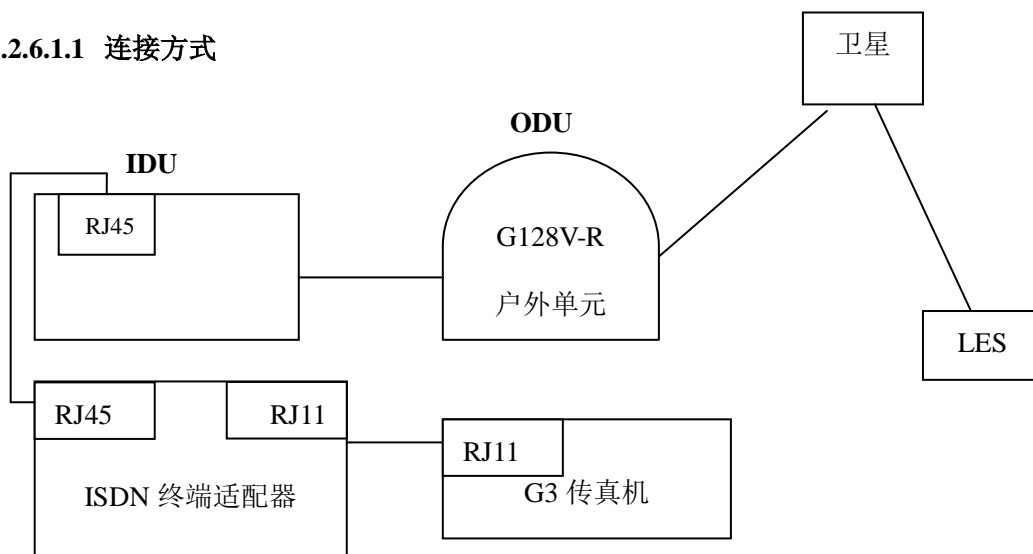 .2.6.1.1 连接方式
卫星
ODU
IDU
RJ45
G128V-R
户外单元
LES
RJ45
RJ11
RJ11
ISDN 终端适配器
G3 传真机